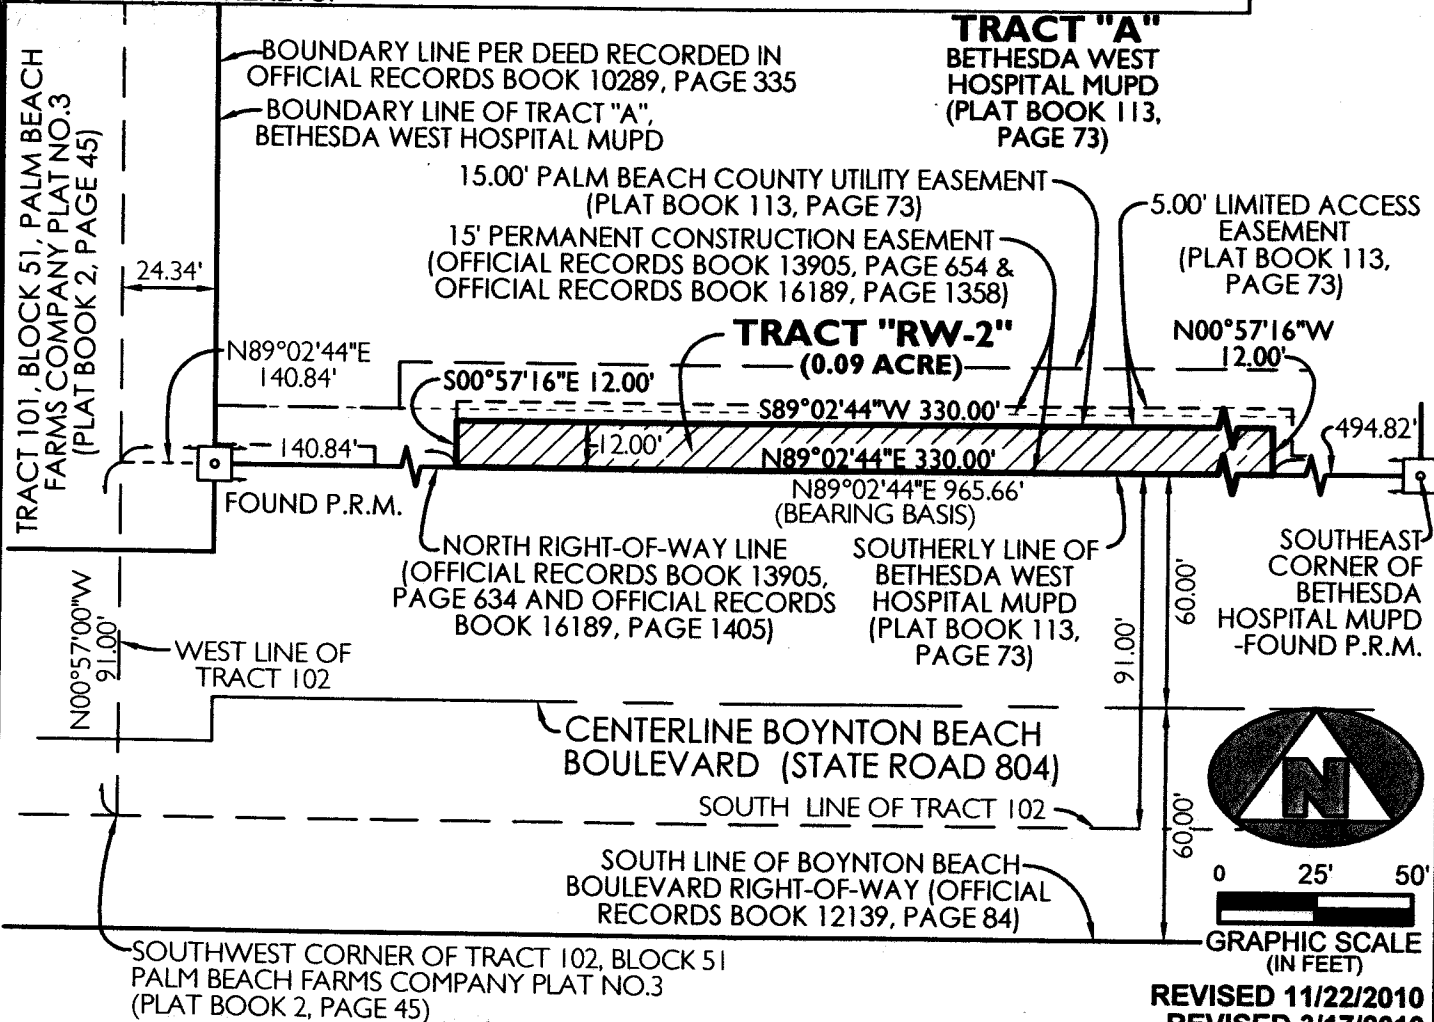 TRACT "A"
BETHESDA WEST
HOSPITAL MUPD
(PLAT BOOK 113,
PAGE 73)
BOUNDARY LINE PER DEED RECORDED IN
OFFICIAL RECORDS BOOK 10289, PAGE 335
BOUNDARY LINE OF TRACT "A",
BETHESDA WEST HOSPITAL MUPD
TRACT 101, BLOCK 51, PALM BEACH
FARMS COMPANY PLAT NO.3
(PLAT BOOK 2, PAGE 45)
15.00' PALM BEACH COUNTY UTILITY EASEMENT
(PLAT BOOK 113, PAGE 73)
5.00' LIMITED ACCESS
EASEMENT
(PLAT BOOK 113,
PAGE 73)
15' PERMANENT CONSTRUCTION EASEMENT
(OFFICIAL RECORDS BOOK 13905, PAGE 654 &
OFFICIAL RECORDS BOOK 16189, PAGE 1358)
24.34'
TRACT "RW-2"
(0.09 ACRE)
N00°57'16"W
12.00'
N89°02'44"E
140.84'
S00°57'16"E 12.00'
S89°02'44"W 330.00'
140.84'
12.00'
N89°02'44"E 330.00'
494.82'
N89°02'44"E 965.66'
(BEARING BASIS)
FOUND P.R.M.
NORTH RIGHT-OF-WAY LINE
(OFFICIAL RECORDS BOOK 13905,
PAGE 634 AND OFFICIAL RECORDS
BOOK 16189, PAGE 1405)
SOUTHERLY LINE OF
BETHESDA WEST
HOSPITAL MUPD
(PLAT BOOK 113,
PAGE 73)
SOUTHEAST
CORNER OF
BETHESDA
HOSPITAL MUPD
-FOUND P.R.M.
60.00'
91.00'
N00°57'00"W
91.00'
WEST LINE OF
TRACT 102
CENTERLINE BOYNTON BEACH
BOULEVARD (STATE ROAD 804)
N
SOUTH LINE OF TRACT 102
60.00'
SOUTH LINE OF BOYNTON BEACH
BOULEVARD RIGHT-OF-WAY (OFFICIAL
RECORDS BOOK 12139, PAGE 84)
0 25' 50'
GRAPHIC SCALE
(IN FEET)
SOUTHWEST CORNER OF TRACT 102, BLOCK 51
PALM BEACH FARMS COMPANY PLAT NO.3
(PLAT BOOK 2, PAGE 45)
REVISED 11/22/2010
REVISED 3/17/2010